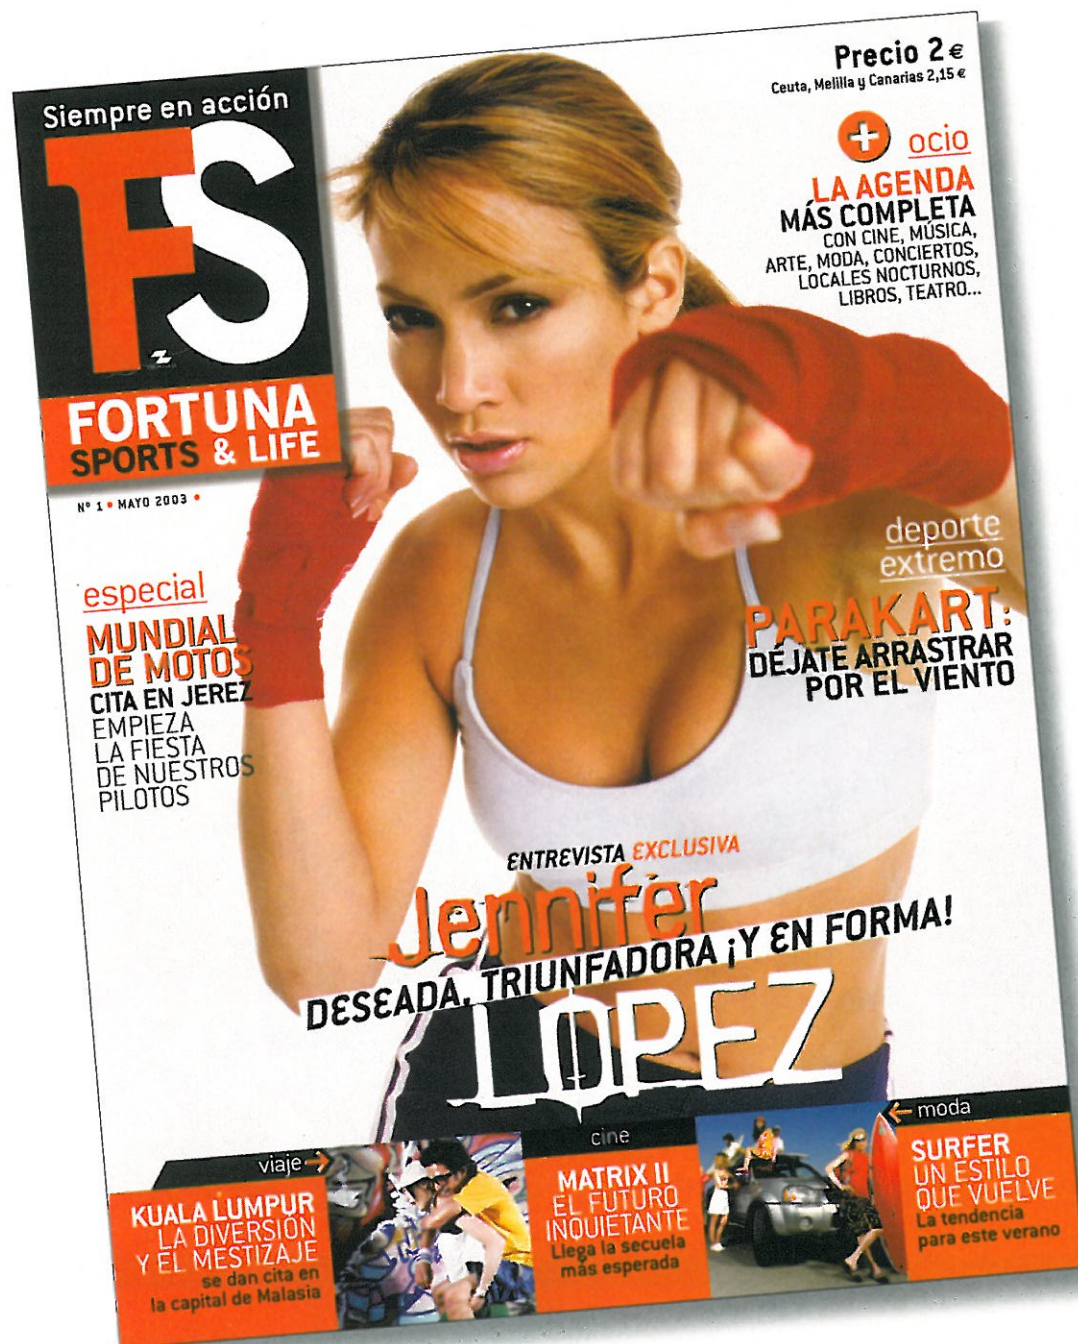 Siempre en acción
FS
FORTUNA
SPORTS & LIFE
Nº 1 • MAYO 2003 •
Precio 2 €
Ceuta, Melilla y Canarias 2,15 €
+ ocio
LA AGENDA
MÁS COMPLETA
CON CINE, MÚSICA,
ARTE, MODA, CONCIERTOS,
LOCALES NOCTURNOS,
LIBROS, TEATRO...
especial
MUNDIAL
DE MOTOS
CITA EN JEREZ
EMPIEZA
LA FIESTA
DE NUESTROS
PILOTOS
deporte
extremo
PARAKART:
DÉJATE ARRASTRAR
POR EL VIENTO
ENTREVISTA EXCLUSIVA
Jennifer
DESEADA, TRIUNFADORA ¡Y EN FORMA!
LOPEZ
viaje
KUALA LUMPUR
LA DIVERSIÓN
Y EL MESTIZAJE
se dan cita en
la capital de Malasia
cine
MATRIX II
EL FUTURO
INQUIETANTE
Llega la secuela
más esperada
moda
SURFER
UN ESTILO
QUE VUELVE
La tendencia
para este verano